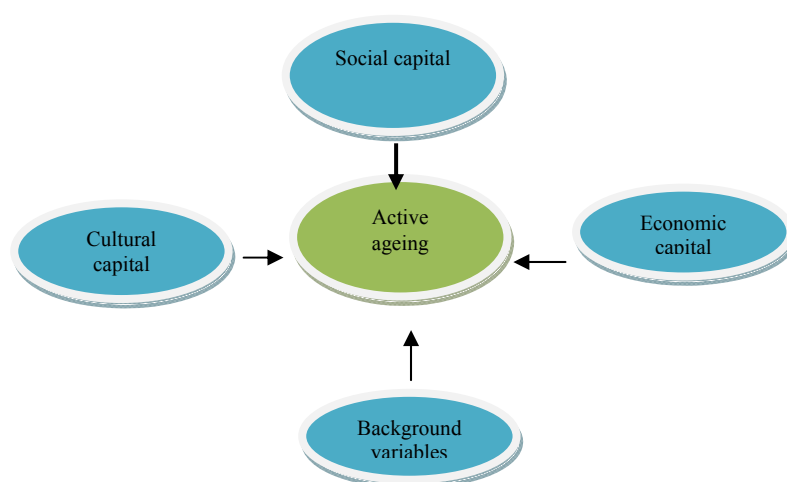 Social capital
Active
ageing
Cultural
capital
Economic
capital
Background
variables